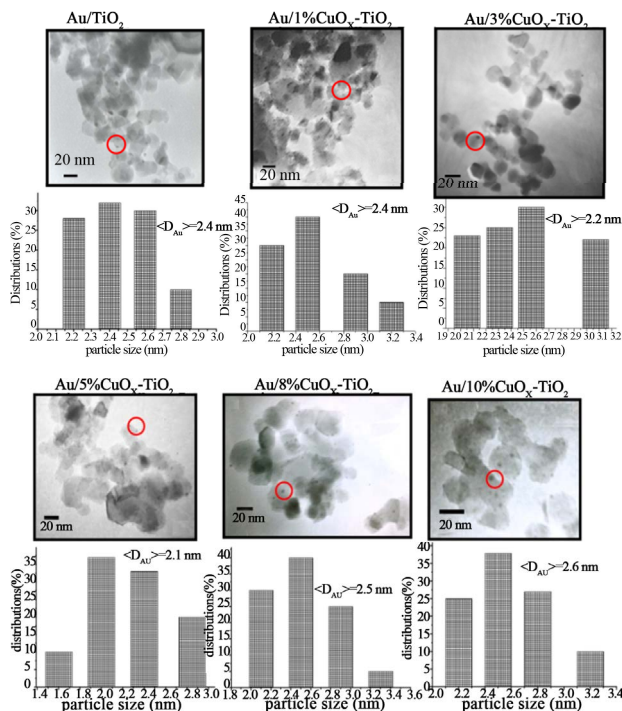 Au/TiO2
Au/1%CuOX-TiO2
Au/3%CuOX-TiO2
20 nm
20 nm
20 nm
<DAu>=2.4 nm
Distributions (%)
30
25
20
15
10
5
0
2.0 2.1 2.2 2.3 2.4 2.5 2.6 2.7 2.8 2.9 3.0
particle size (nm)
<DAu>=2.4 nm
Distributions (%)
45
40
35
30
25
20
15
10
5
0
2.0 2.2 2.4 2.6 2.8 3.0 3.2 3.4
particle size (nm)
<DAu>=2.2 nm
Distributions (%)
30
25
20
15
10
5
0
1.9 2.0 2.1 2.2 2.3 2.4 2.5 2.6 2.7 2.8 2.9 3.0 3.1 3.2
particle size (nm)
Au/5%CuOX-TiO2
Au/8%CuOX-TiO2
Au/10%CuOX-TiO2
20 nm
20 nm
20 nm
<DAU>=2.1 nm
distributions(%)
35
30
25
20
15
10
5
0
1.4 1.6 1.8 2.0 2.2 2.4 2.6 2.8 3.0
particle size (nm)
<DAU>=2.5 nm
distributions(%)
40
35
30
25
20
15
10
5
0
1.8 2.0 2.2 2.4 2.6 2.8 3.0 3.2 3.4 3.6
particle size (nm)
<DAU>=2.6 nm
distributions(%)
40
35
30
25
20
15
10
5
0
2.0 2.2 2.4 2.6 2.8 3.0 3.2 3.4
particle size (nm)